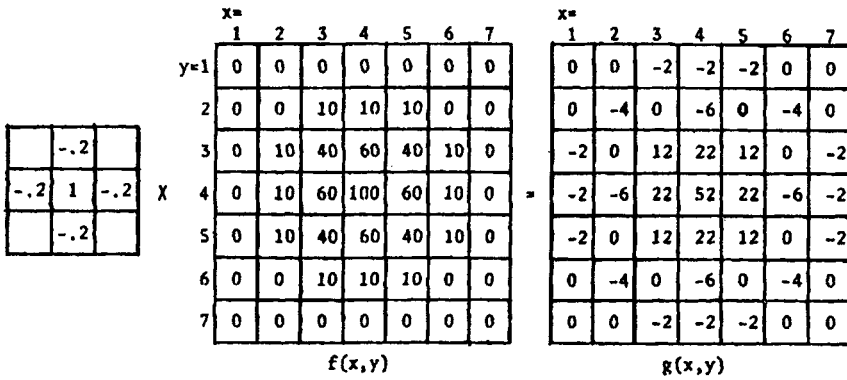 x= x=
1 2 3 4 5 6 7 1 2 3 4 5 6 7
y=1 0 0 0 0 0 0 0 0 0 -2 -2 -2 0 0
2 0 0 10 10 10 0 0 0 -4 0 -6 0 -4 0
-.2 3 0 10 40 60 40 10 0 -2 0 12 22 12 0 -2
-.2 1 -.2 X 4 0 10 60 100 60 10 0 = -2 -6 22 52 22 -6 -2
-.2 5 0 10 40 60 40 10 0 -2 0 12 22 12 0 -2
6 0 0 10 10 10 0 0 0 -4 0 -6 0 -4 0
7 0 0 0 0 0 0 0 0 0 -2 -2 -2 0 0
f(x,y) g(x,y)